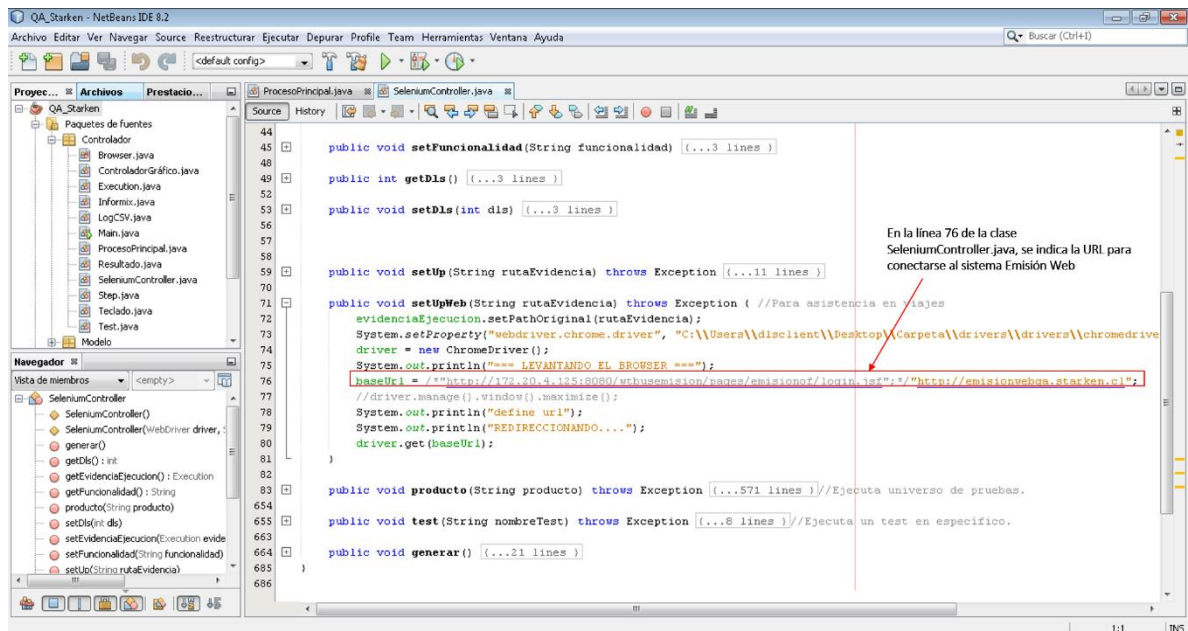 QA_Starken - NetBeans IDE 8.2
Archivo Editar Ver Navegar Source Reestructurar Ejecutar Depurar Profile Team Herramientas Ventana Ayuda
Buscar (Ctrl+I)
<default config>
Proyec... Archivos Prestacio...
QA_Starken
Paquetes de fuentes
Controlador
Browser.java
ControladorGráfico.java
Execution.java
Informix.java
LogCSV.java
Main.java
ProcesoPrincipal.java
Resultado.java
SeleniumController.java
Step.java
Teclado.java
Test.java
Modelo
Navegador
Vista de miembros <empty>
SeleniumController
SeleniumController()
SeleniumController(WebDriver driver,
generar()
getDls() : int
getEvidenciaEjecucion() : Execution
getFuncionalidad() : String
producto(String producto)
setDls(int dls)
setEvidenciaEjecucion(Execution evide
setFuncionalidad(String funcionalidad)
setUp(String rutaEvidencia)
ProcesoPrincipal.java SeleniumController.java
Source History
44
45 public void setFuncionalidad(String funcionalidad) {...3 lines }
48
49 public int getDls() {...3 lines }
52
53 public void setDls(int dls) {...3 lines }
56
57
58
59 public void setUp(String rutaEvidencia) throws Exception {...11 lines }
70
71 public void setUpWeb(String rutaEvidencia) throws Exception { //Para asistencia en viajes
72 evidenciaEjecucion.setPathOriginal(rutaEvidencia);
73 System.setProperty("webdriver.chrome.driver", "C:\\Users\\dlsclient\\Desktop\\Carpeta\\drivers\\drivers\\chromedrive
74 driver = new ChromeDriver();
75 System.out.println("=== LEVANTANDO EL BROWSER ===");
76 baseUrl = /*"http://172.20.4.125:8080/wtbusemision/pages/emisionof/login.jsf";*/"http://emisionwebqa.starken.cl";
77 //driver.manage().window().maximize();
78 System.out.println("define url");
79 System.out.println("REDIRECCIONANDO....");
80 driver.get(baseUrl);
81 }
82
83 public void producto(String producto) throws Exception {...571 lines }//Ejecuta universo de pruebas.
654
655 public void test(String nombreTest) throws Exception {...8 lines }//Ejecuta un test en específico.
663
664 public void generar() {...21 lines }
685 }
686
En la línea 76 de la clase
SeleniumController.java, se indica la URL para
conectarse al sistema Emisión Web
1:1 INS